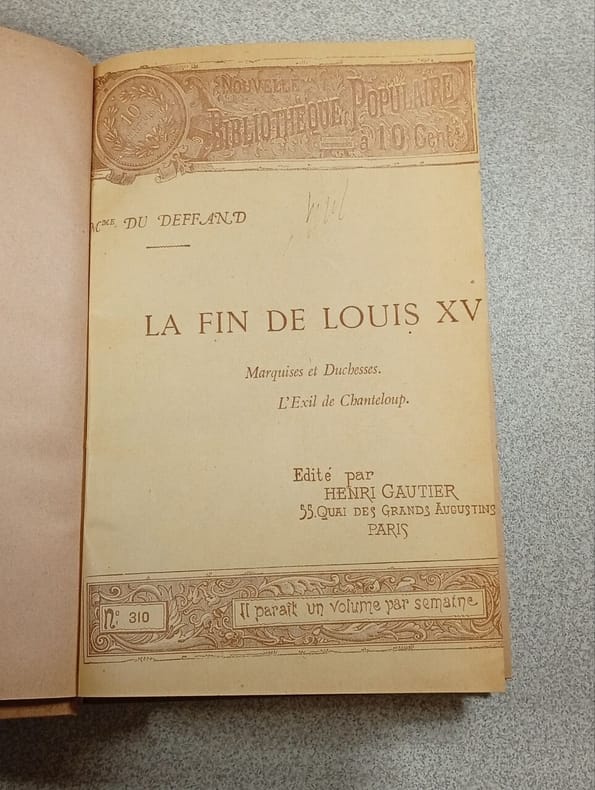 10
NOUVELLE
BIBLIOTHÈQUE POPULAIRE
à 10 Cent.
Mme DU DEFFAND
LA FIN DE LOUIS XV
Marquises et Duchesses.
L'Exil de Chanteloup.
Edité par
HENRI GAUTIER
55. QUAI DES GRANDS AUGUSTINS
PARIS
No 310
Il paraît un volume par semaine